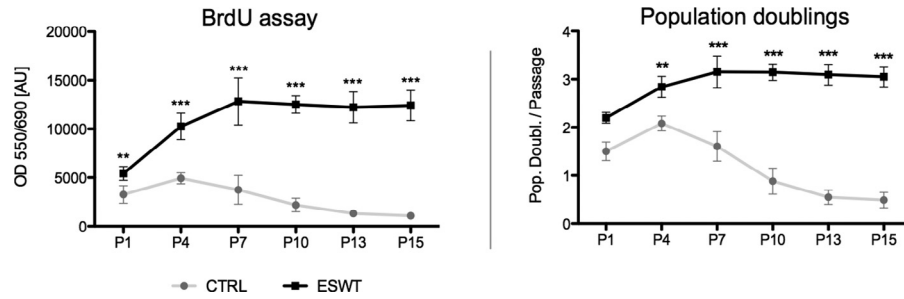 BrdU assay
OD 550/690 [AU]
15000
10000
5000
0
**
***
***
***
***
***
P1
P4
P7
P10
P13
P15
Population doublings
Pop. Doubl. / Passage
4
3
2
1
0
**
***
***
***
***
P1
P4
P7
P10
P13
P15
20000
CTRL
ESWT